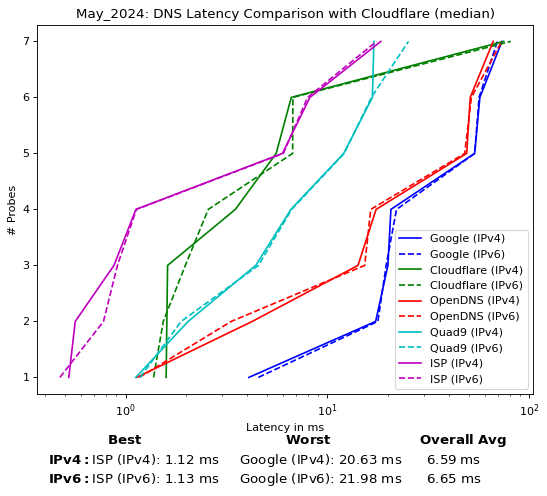 May_2024: DNS Latency Comparison with Cloudflare (median)
7
6
5
4
3
2
1
# Probes
Google (IPv4)
Google (IPv6)
Cloudflare (IPv4)
Cloudflare (IPv6)
OpenDNS (IPv4)
OpenDNS (IPv6)
Quad9 (IPv4)
Quad9 (IPv6)
ISP (IPv4)
ISP (IPv6)
10⁰ 10¹ 10²
Latency in ms
Best Worst Overall Avg
IPv4: ISP (IPv4): 1.12 ms Google (IPv4): 20.63 ms 6.59 ms
IPv6: ISP (IPv6): 1.13 ms Google (IPv6): 21.98 ms 6.65 ms